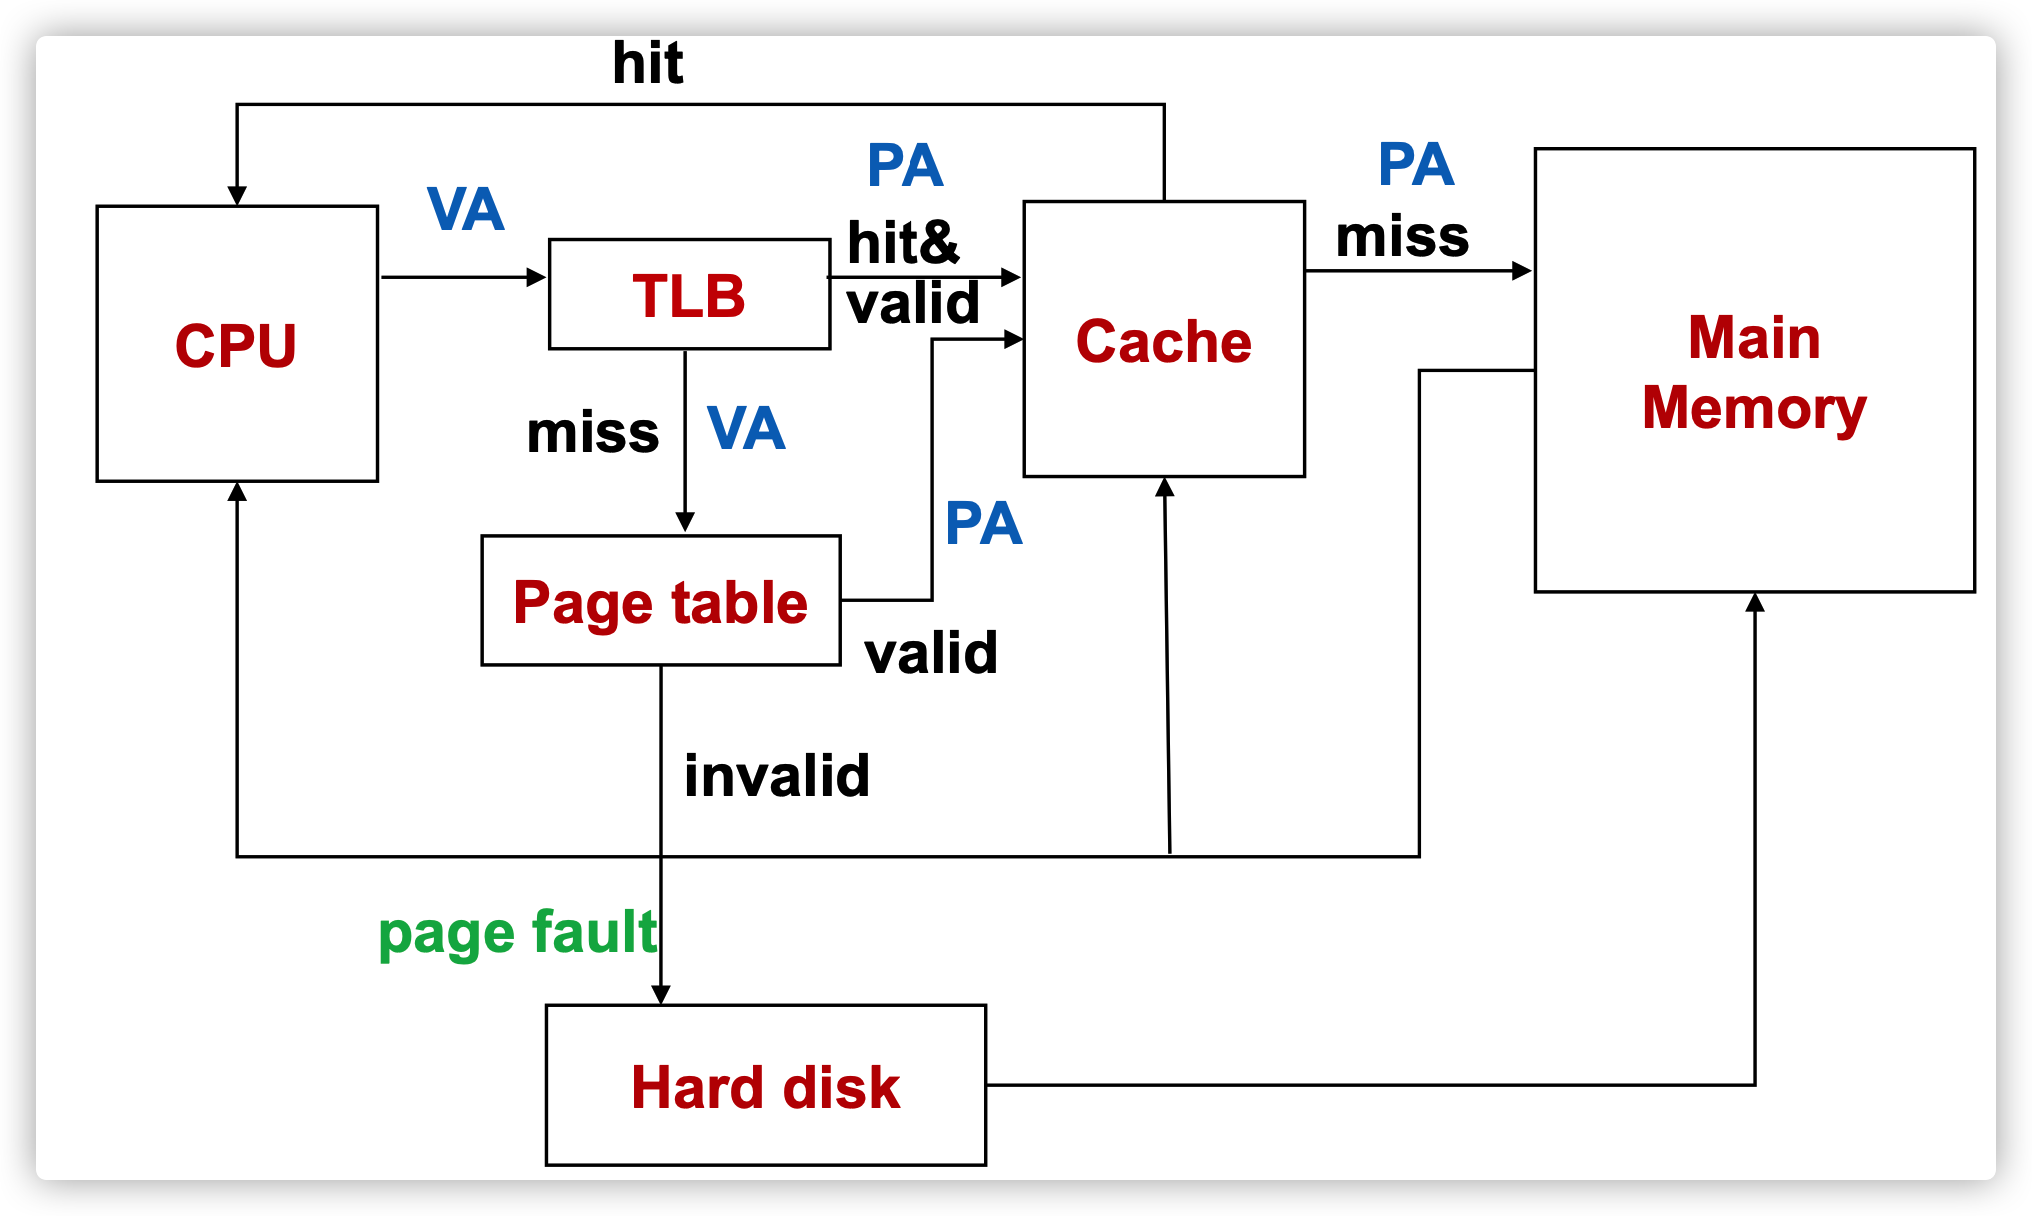 hit
PA
PA
VA
hit&
miss
valid
TLB
CPU
Cache
Main
Memory
miss
VA
PA
Page table
valid
invalid
page fault
Hard disk